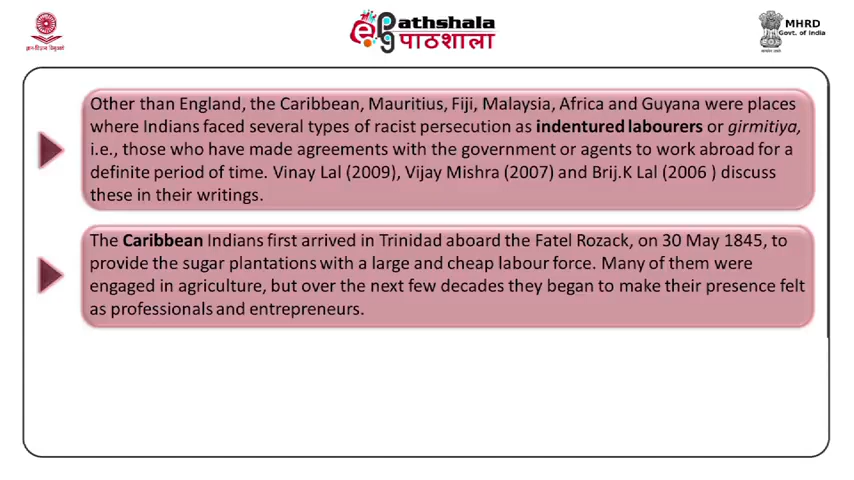 ePathshala
पाठशाला
MHRD
Govt. of India
Other than England, the Caribbean, Mauritius, Fiji, Malaysia, Africa and Guyana were places
where Indians faced several types of racist persecution as indentured labourers or girmitiya,
i.e., those who have made agreements with the government or agents to work abroad for a
definite period of time. Vinay Lal (2009), Vijay Mishra (2007) and Brij.K Lal (2006 ) discuss
these in their writings.
The Caribbean Indians first arrived in Trinidad aboard the Fatel Rozack, on 30 May 1845, to
provide the sugar plantations with a large and cheap labour force. Many of them were
engaged in agriculture, but over the next few decades they began to make their presence felt
as professionals and entrepreneurs.